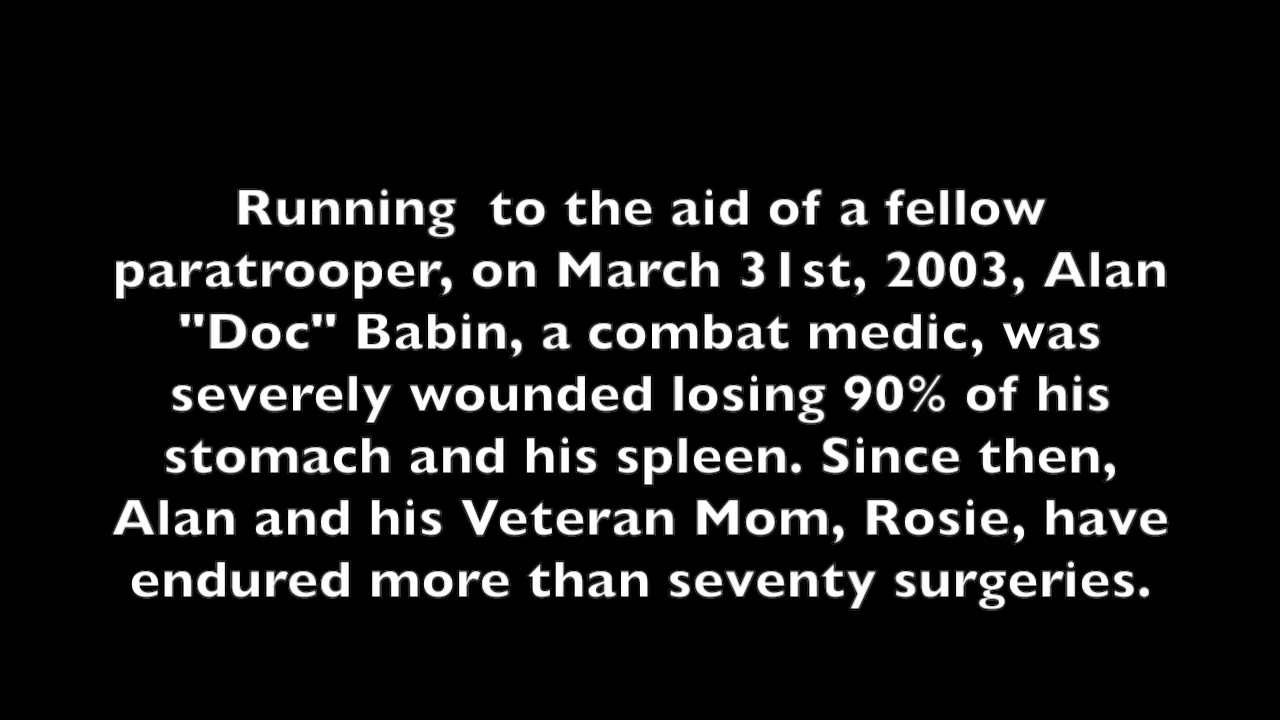 Running  to the aid of a fellow
paratrooper, on March 31st, 2003, Alan
"Doc" Babin, a combat medic, was
severely wounded losing 90% of his
stomach and his spleen. Since then,
Alan and his Veteran Mom, Rosie, have
endured more than seventy surgeries.